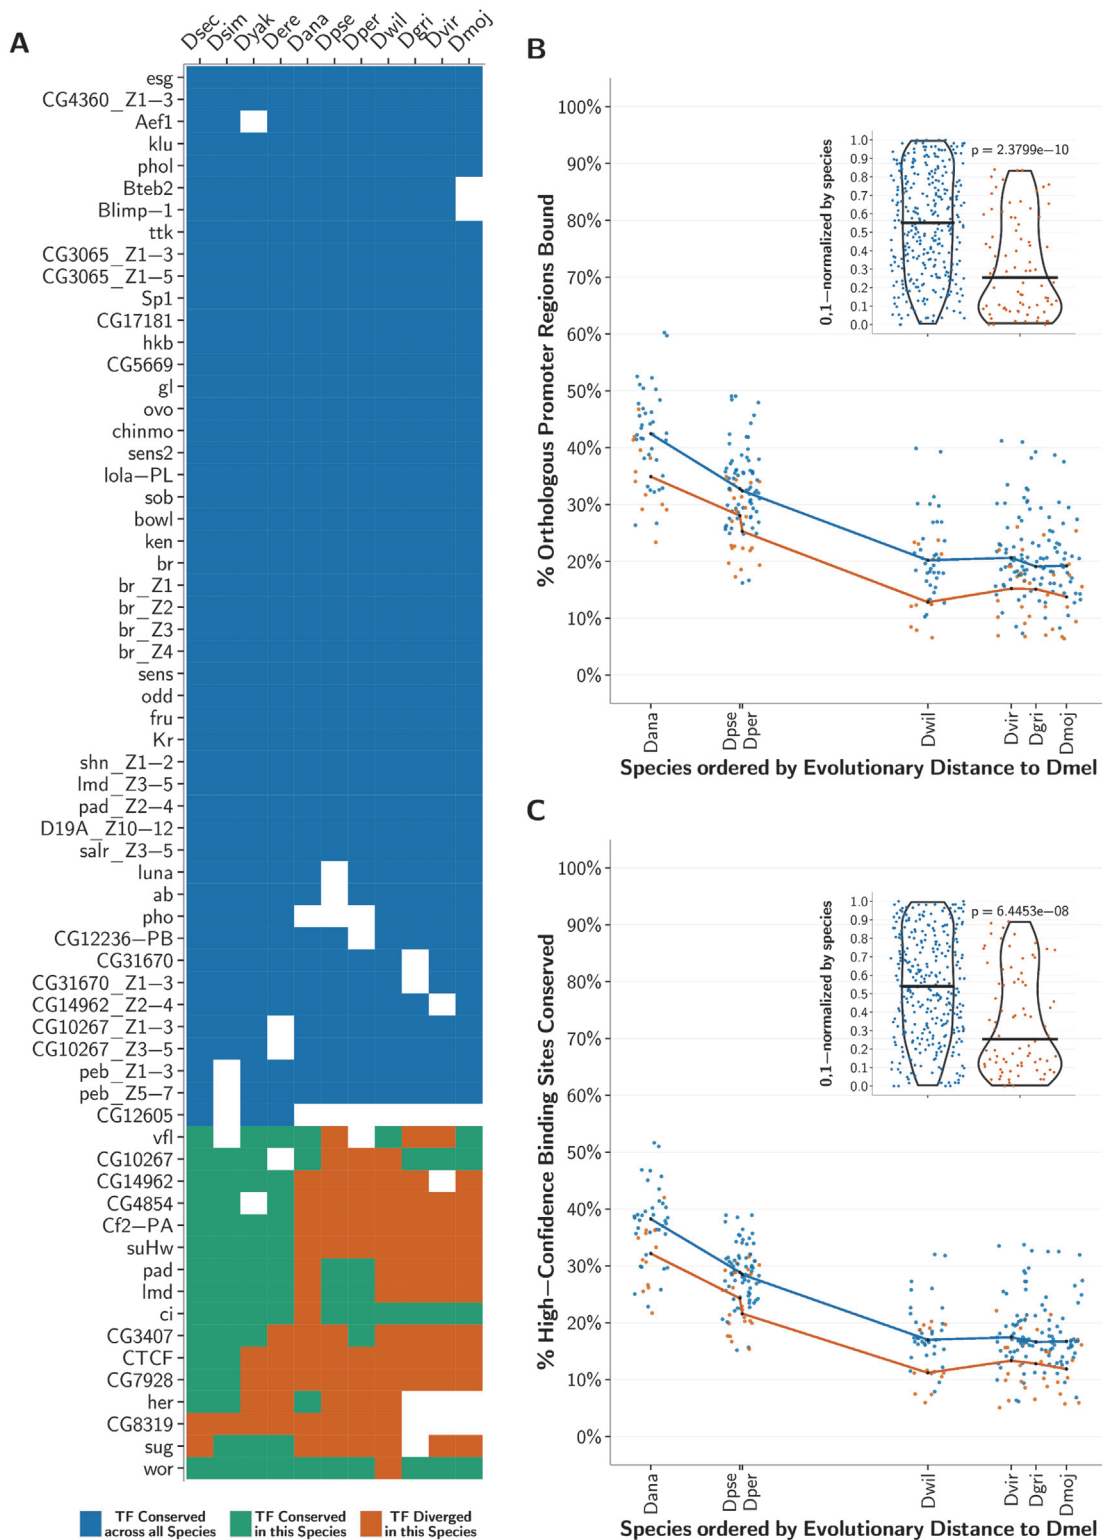 A
Dsec Dsim Dyak Dere Dana Dpse Dper Dwil Dgri Dvir Dmoj
esg
CG4360_Z1−3
Aef1
klu
phol
Bteb2
Blimp−1
ttk
CG3065_Z1−3
CG3065_Z1−5
Sp1
CG17181
hkb
CG5669
gl
ovo
chinmo
sens2
lola−PL
sob
bowl
ken
br
br_Z1
br_Z2
br_Z3
br_Z4
sens
odd
fru
Kr
shn_Z1−2
lmd_Z3−5
pad_Z2−4
D19A_Z10−12
salr_Z3−5
luna
ab
pho
CG12236−PB
CG31670
CG31670_Z1−3
CG14962_Z2−4
CG10267_Z1−3
CG10267_Z3−5
peb_Z1−3
peb_Z5−7
CG12605
vfl
CG10267
CG14962
CG4854
Cf2−PA
suHw
pad
lmd
ci
CG3407
CTCF
CG7928
her
CG8319
sug
wor
TF Conserved across all Species
TF Conserved in this Species
TF Diverged in this Species
B
% Orthologous Promoter Regions Bound
100%
90%
80%
70%
60%
50%
40%
30%
20%
10%
0%
0,1−normalized by species
1.0
0.9
0.8
0.7
0.6
0.5
0.4
0.3
0.2
0.1
0.0
p = 2.3799e−10
Dana Dpse Dper Dwil Dvir Dgri Dmoj
Species ordered by Evolutionary Distance to Dmel
C
% High−Confidence Binding Sites Conserved
100%
90%
80%
70%
60%
50%
40%
30%
20%
10%
0%
0,1−normalized by species
1.0
0.9
0.8
0.7
0.6
0.5
0.4
0.3
0.2
0.1
0.0
p = 6.4453e−08
Dana Dpse Dper Dwil Dvir Dgri Dmoj
Species ordered by Evolutionary Distance to Dmel